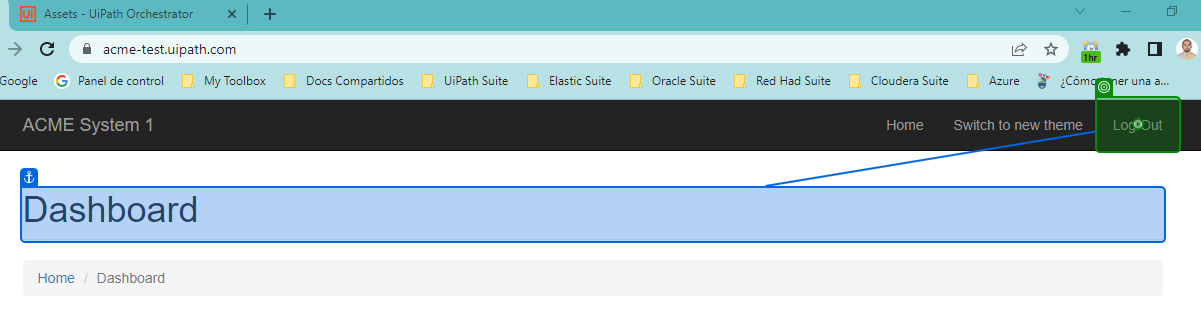 Ui Assets - UiPath Orchestrator
acme-test.uipath.com
1hr
Google Panel de control My Toolbox Docs Compartidos UiPath Suite Elastic Suite Oracle Suite Red Had Suite Cloudera Suite Azure ner una a...
ACME System 1 Home Switch to new theme Log Out
Dashboard
Home / Dashboard